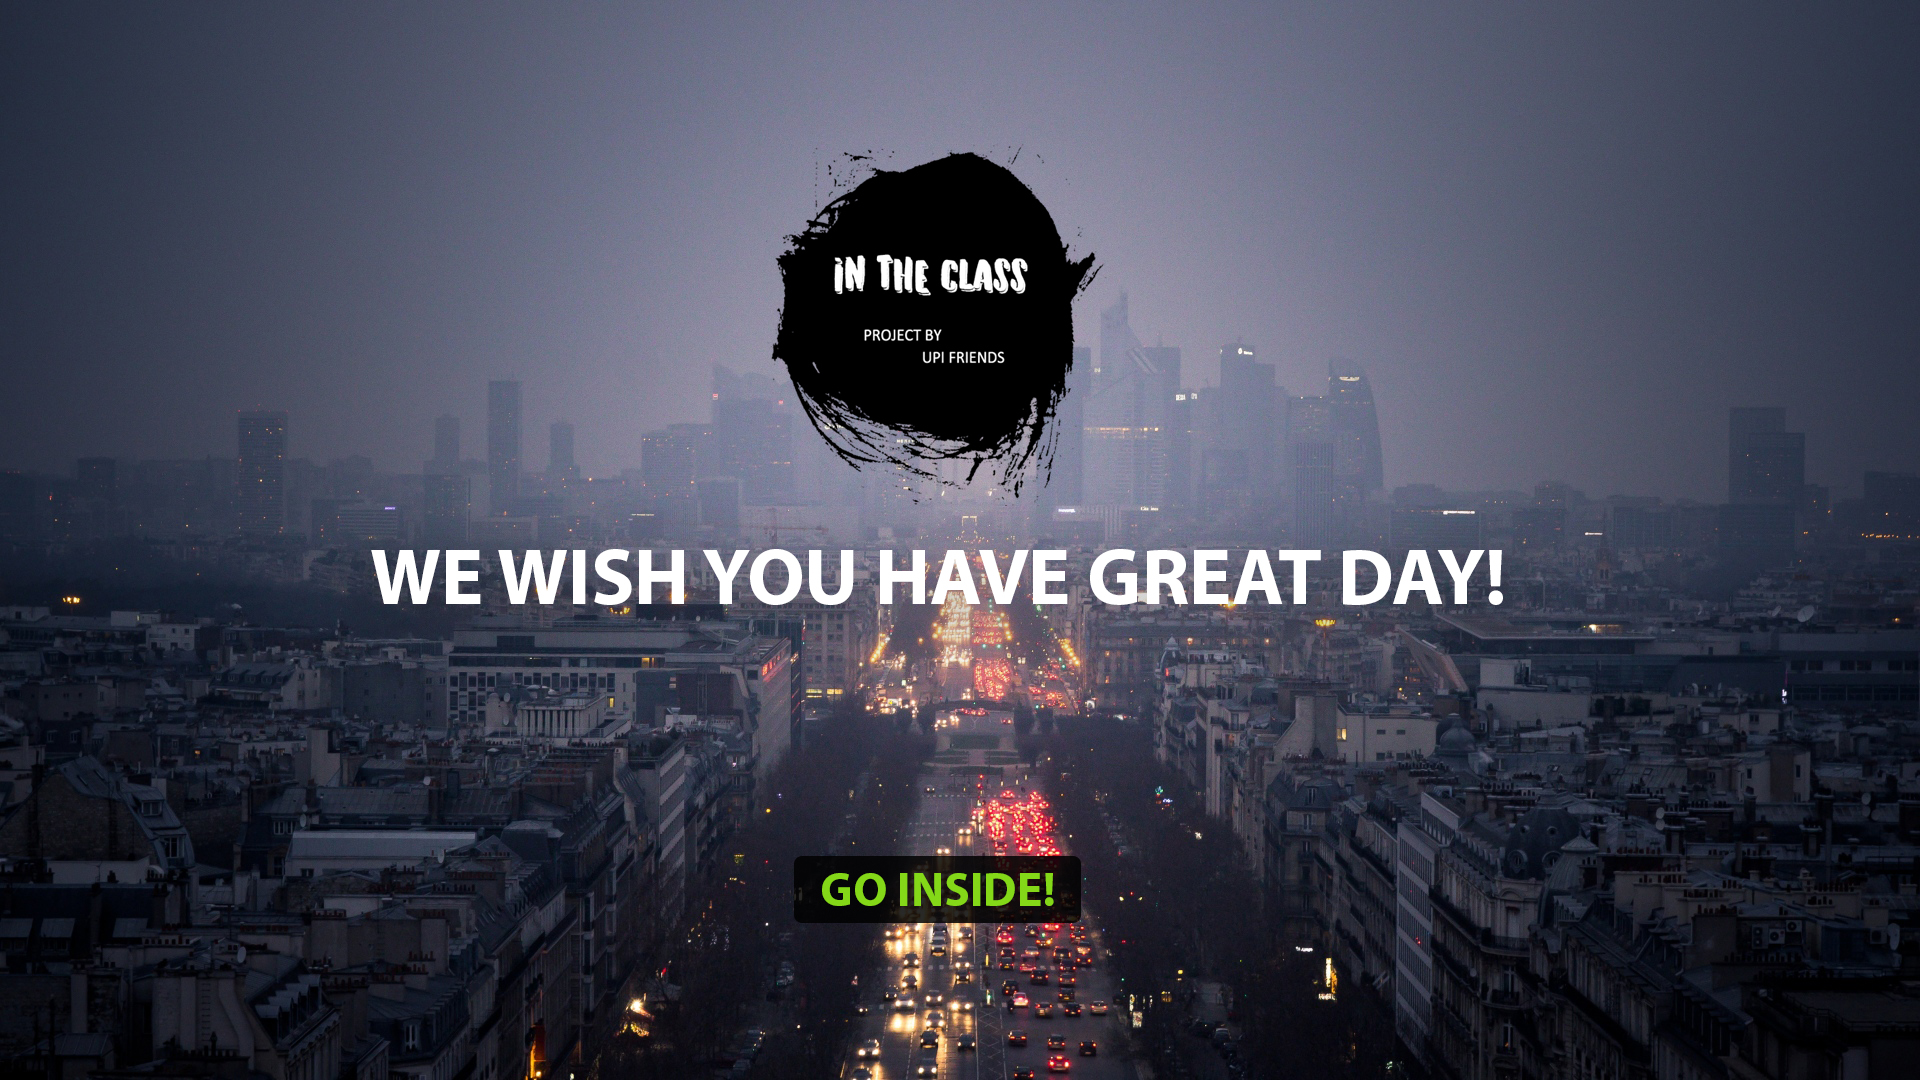 iN THE CLASS
PROJECT BY
UPI FRIENDS
WE WISH YOU HAVE GREAT DAY!
GO INSIDE!